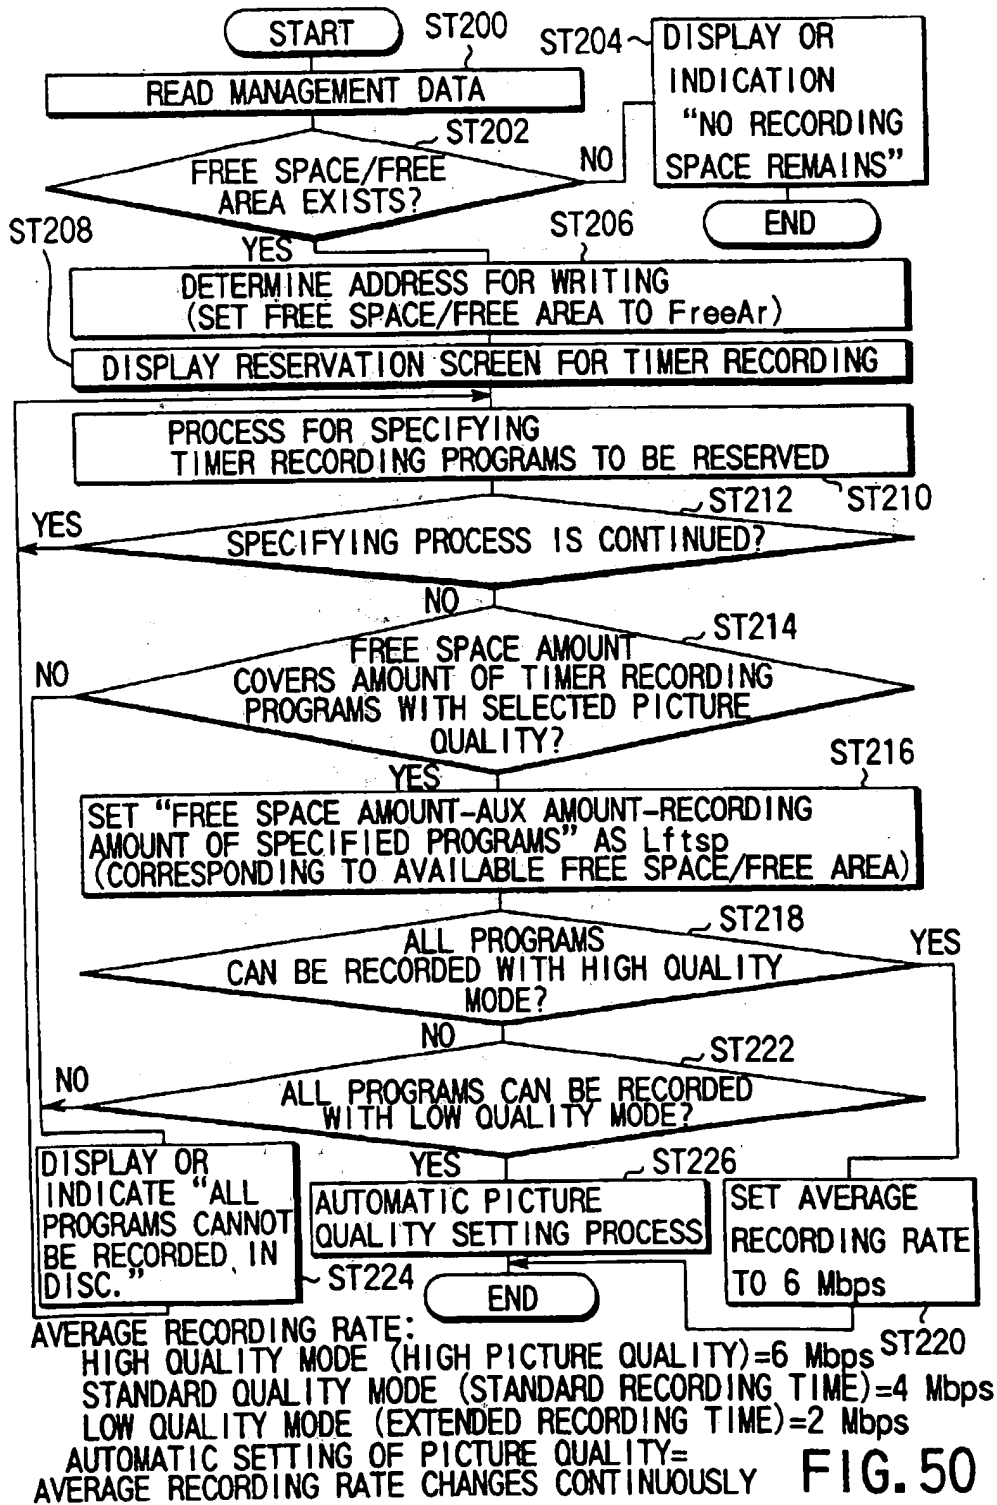 START
ST200
READ MANAGEMENT DATA
ST204
DISPLAY OR
INDICATION
“NO RECORDING
SPACE REMAINS”
END
ST202
FREE SPACE/FREE
AREA EXISTS?
NO
YES
ST208
ST206
DETERMINE ADDRESS FOR WRITING
(SET FREE SPACE/FREE AREA TO FreeAr)
DISPLAY RESERVATION SCREEN FOR TIMER RECORDING
PROCESS FOR SPECIFYING
TIMER RECORDING PROGRAMS TO BE RESERVED
ST210
ST212
YES
SPECIFYING PROCESS IS CONTINUED?
NO
ST214
NO
FREE SPACE AMOUNT
COVERS AMOUNT OF TIMER RECORDING
PROGRAMS WITH SELECTED PICTURE
QUALITY?
YES
ST216
SET “FREE SPACE AMOUNT-AUX AMOUNT-RECORDING
AMOUNT OF SPECIFIED PROGRAMS” AS Lftsp
(CORRESPONDING TO AVAILABLE FREE SPACE/FREE AREA)
ST218
YES
ALL PROGRAMS
CAN BE RECORDED WITH HIGH QUALITY
MODE?
NO
ST222
NO
ALL PROGRAMS CAN BE RECORDED
WITH LOW QUALITY MODE?
YES
DISPLAY OR
INDICATE “ALL
PROGRAMS CANNOT
BE RECORDED IN
DISC.”
ST224
ST226
AUTOMATIC PICTURE
QUALITY SETTING PROCESS
END
SET AVERAGE
RECORDING RATE
TO 6 Mbps
ST220
AVERAGE RECORDING RATE:
HIGH QUALITY MODE (HIGH PICTURE QUALITY)=6 Mbps
STANDARD QUALITY MODE (STANDARD RECORDING TIME)=4 Mbps
LOW QUALITY MODE (EXTENDED RECORDING TIME)=2 Mbps
AUTOMATIC SETTING OF PICTURE QUALITY=
AVERAGE RECORDING RATE CHANGES CONTINUOUSLY
FIG. 50